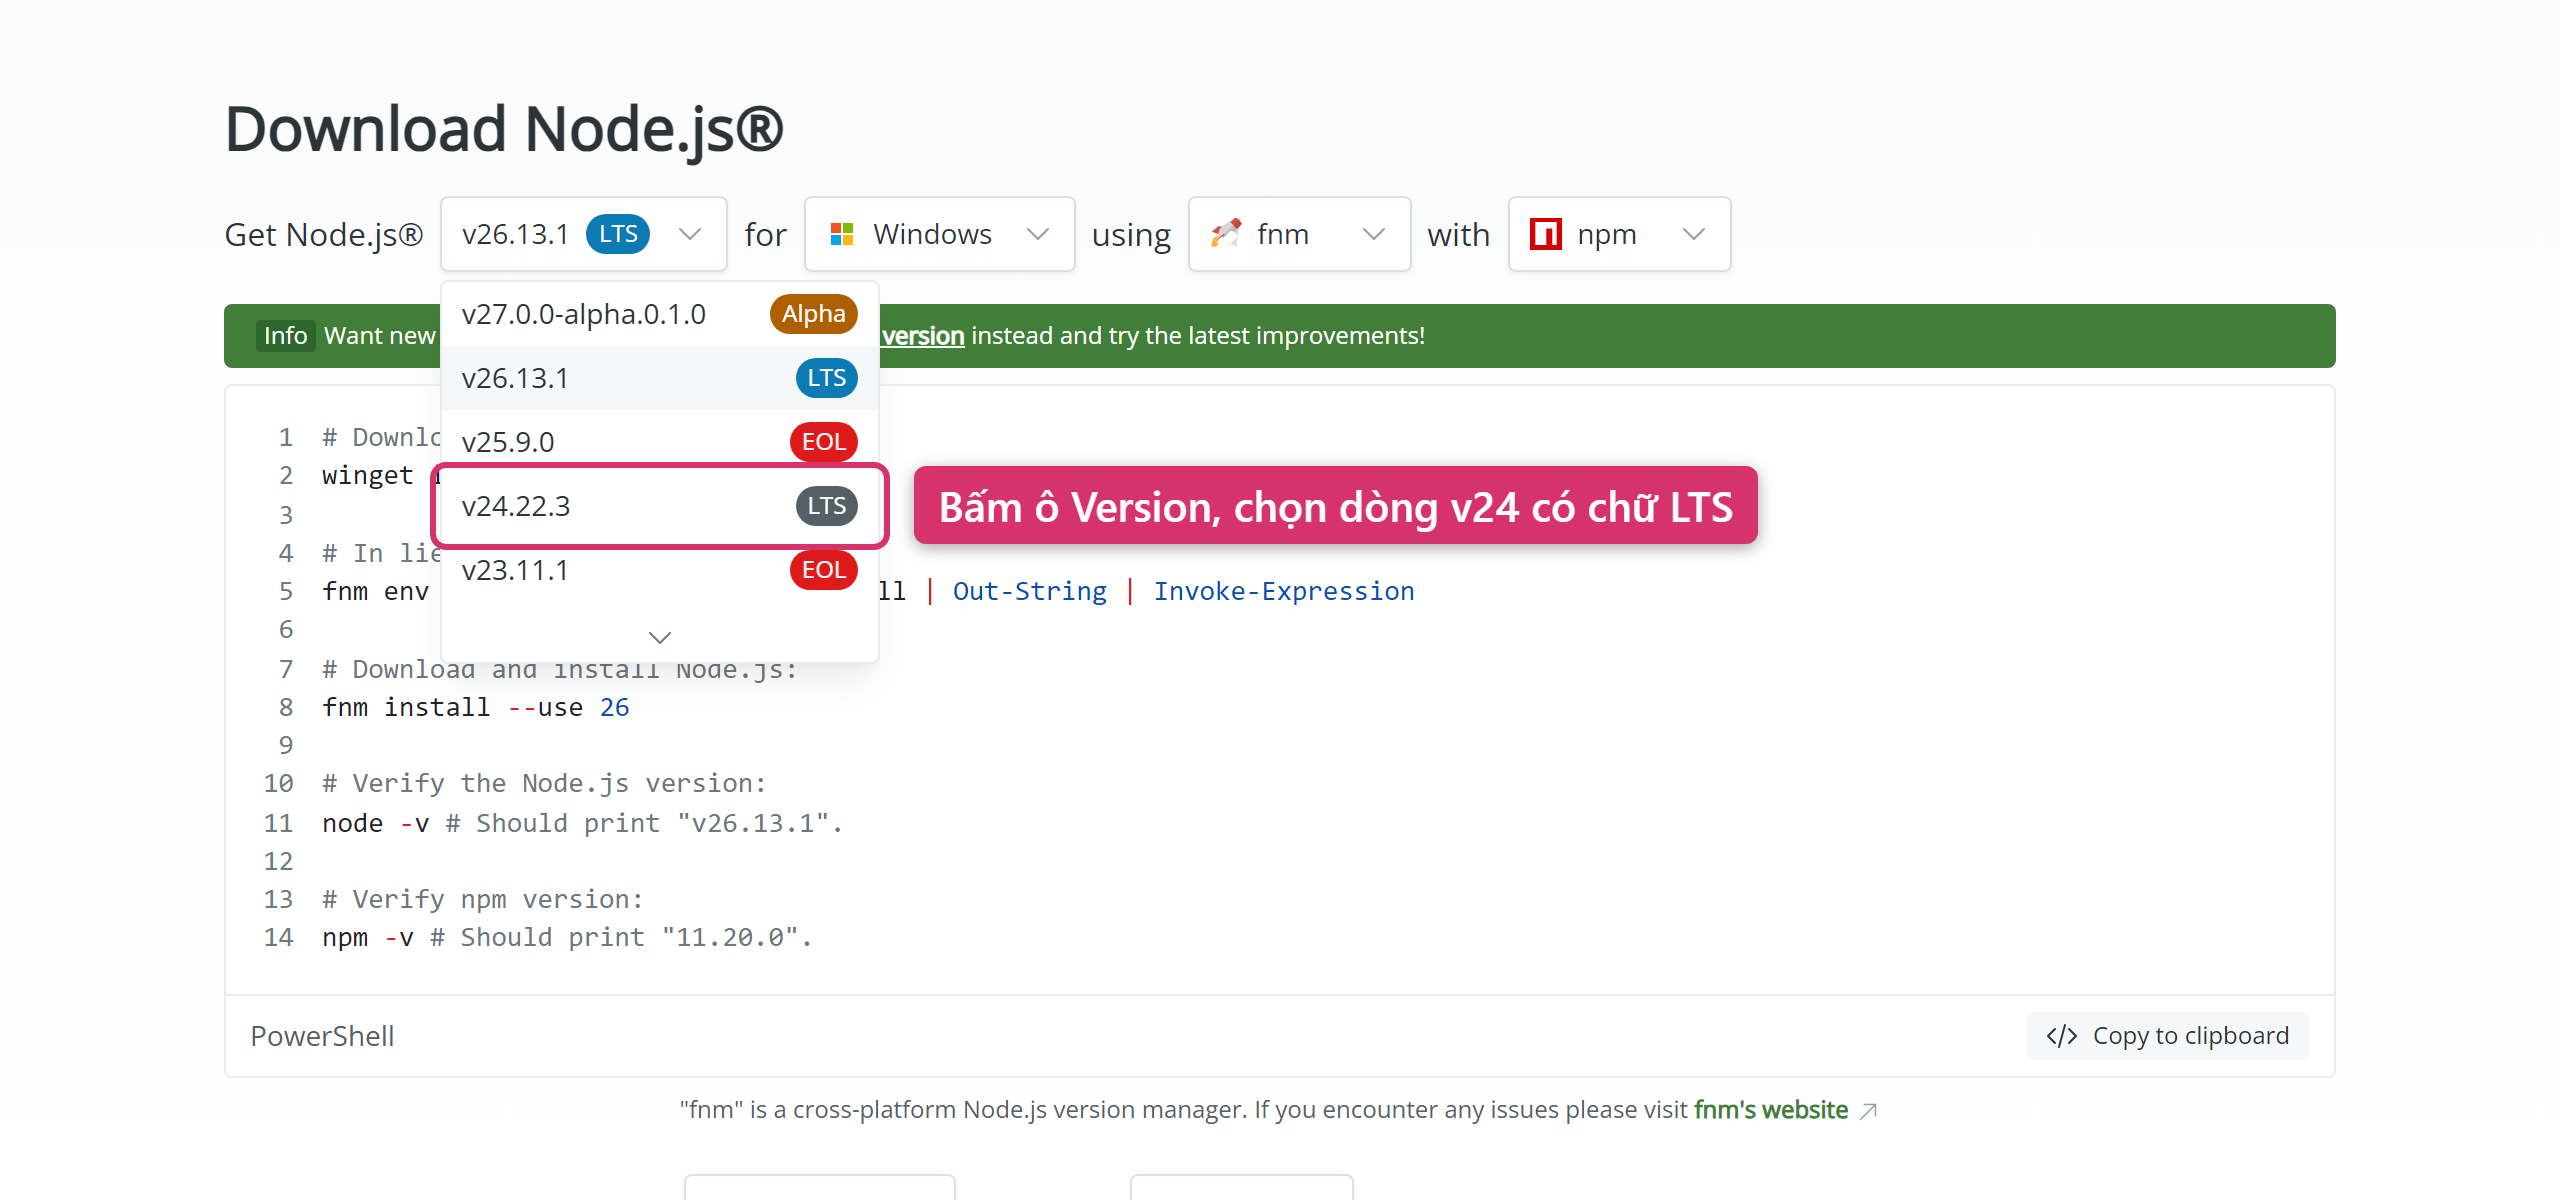 Download Node.js®
Get Node.js® v26.13.1 LTS for Windows using fnm with npm
v27.0.0-alpha.0.1.0 Alpha
Info Want new version instead and try the latest improvements!
v26.13.1 LTS
1 # Downlo
v25.9.0 EOL
2 winget
v24.22.3 LTS
Bấm ô Version, chọn dòng v24 có chữ LTS
3
4 # In lie
v23.11.1 EOL
5 fnm env ll | Out-String | Invoke-Expression
6
7 # Download and install Node.js:
8 fnm install --use 26
9
10 # Verify the Node.js version:
11 node -v # Should print "v26.13.1".
12
13 # Verify npm version:
14 npm -v # Should print "11.20.0".
PowerShell
</> Copy to clipboard
"fnm" is a cross-platform Node.js version manager. If you encounter any issues please visit fnm's website